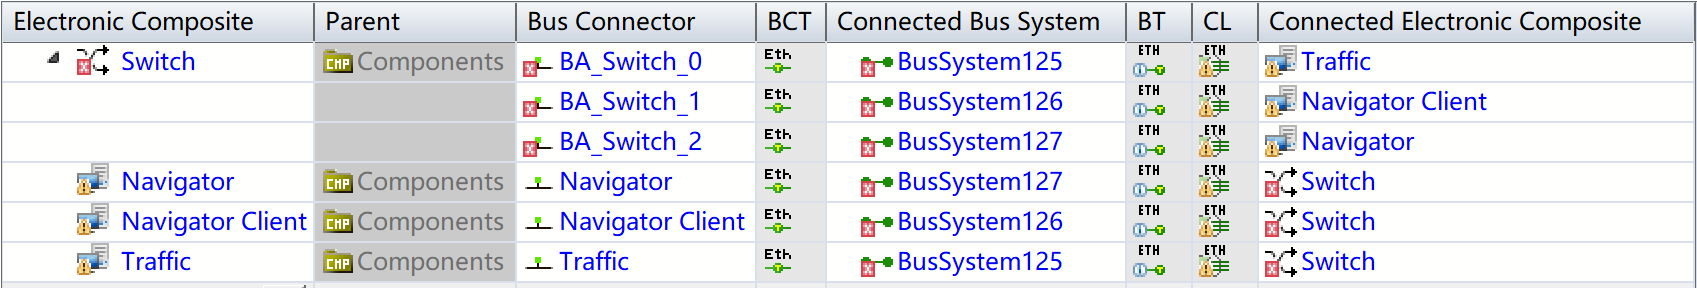 Electronic Composite Parent Bus Connector BCT Connected Bus System BT CL Connected Electronic Composite
Switch CMP Components BA_Switch_0 Eth BusSystem125 ETH ETH Traffic
BA_Switch_1 Eth BusSystem126 ETH ETH Navigator Client
BA_Switch_2 Eth BusSystem127 ETH ETH Navigator
Navigator CMP Components Navigator Eth BusSystem127 ETH ETH Switch
Navigator Client CMP Components Navigator Client Eth BusSystem126 ETH ETH Switch
Traffic CMP Components Traffic Eth BusSystem125 ETH ETH Switch